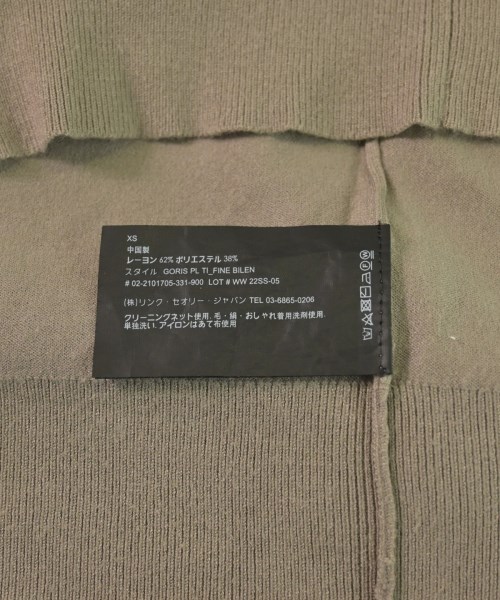 XS
中国製
レーヨン 62% ポリエステル 38%
スタイル GORIS PL TI_FINE BILEN
# 02-2101705-331-900 LOT # WW 22SS-05
(株)リンク・セオリー・ジャパン TEL 03-6865-0206
クリーニングネット使用. 毛・絹・おしゃれ着用洗剤使用.
単独洗い. アイロンはあて布使用